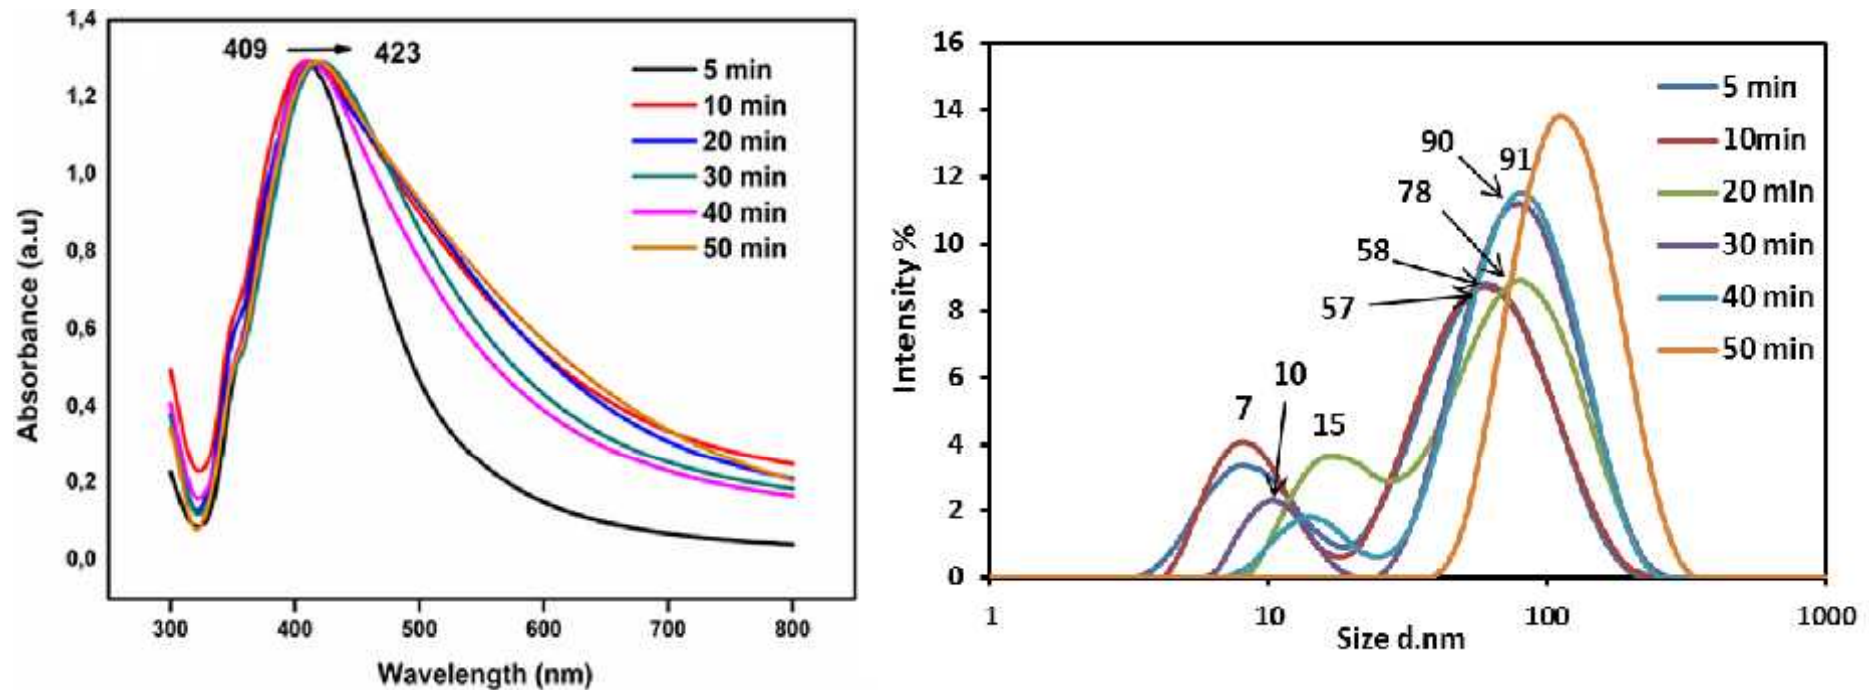 1,4
1,2
1,0
0,8
0,6
0,4
0,2
0,0
Absorbance (a.u)
409
423
5 min
10 min
20 min
30 min
40 min
50 min
300 400 500 600 700 800
Wavelength (nm)
16
14
12
10
8
6
4
2
0
Intensity %
90
91
78
58
57
10
7
15
5 min
10min
20 min
30 min
40 min
50 min
1 10 100 1000
Size d.nm